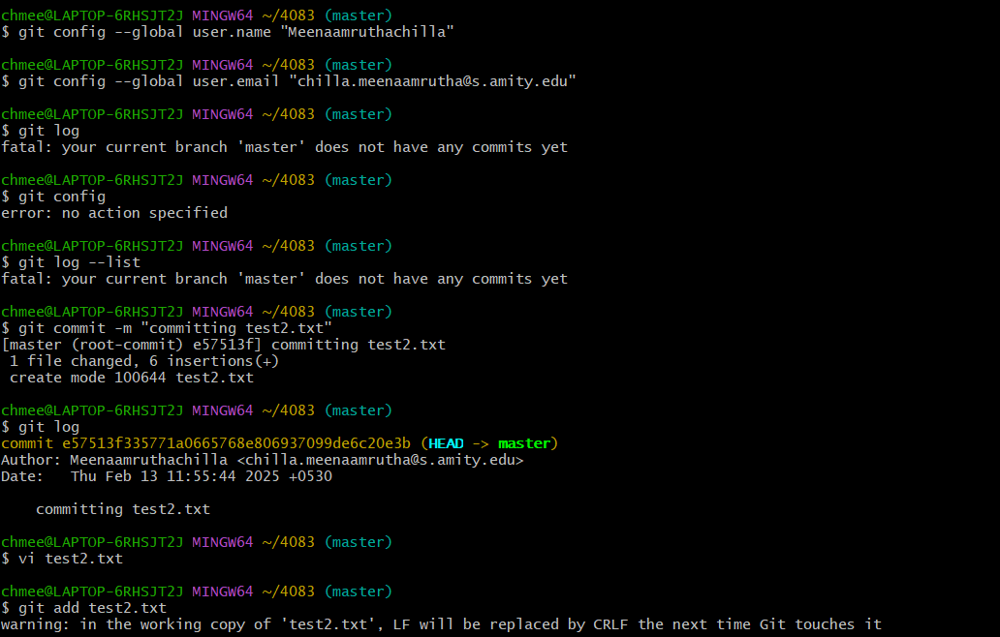 chmee@LAPTOP-6RHSJT2J MINGW64 ~/4083 (master)
$ git config --global user.name "Meenaamruthachilla"
chmee@LAPTOP-6RHSJT2J MINGW64 ~/4083 (master)
$ git config --global user.email "chilla.meenaamrutha@s.amity.edu"
chmee@LAPTOP-6RHSJT2J MINGW64 ~/4083 (master)
$ git log
fatal: your current branch 'master' does not have any commits yet
chmee@LAPTOP-6RHSJT2J MINGW64 ~/4083 (master)
$ git config
error: no action specified
chmee@LAPTOP-6RHSJT2J MINGW64 ~/4083 (master)
$ git log --list
fatal: your current branch 'master' does not have any commits yet
chmee@LAPTOP-6RHSJT2J MINGW64 ~/4083 (master)
$ git commit -m "committing test2.txt"
[master (root-commit) e57513f] committing test2.txt
1 file changed, 6 insertions(+)
create mode 100644 test2.txt
chmee@LAPTOP-6RHSJT2J MINGW64 ~/4083 (master)
$ git log
commit e57513f335771a0665768e806937099de6c20e3b (HEAD -> master)
Author: Meenaamruthachilla <chilla.meenaamrutha@s.amity.edu>
Date:   Thu Feb 13 11:55:44 2025 +0530
committing test2.txt
chmee@LAPTOP-6RHSJT2J MINGW64 ~/4083 (master)
$ vi test2.txt
chmee@LAPTOP-6RHSJT2J MINGW64 ~/4083 (master)
$ git add test2.txt
warning: in the working copy of 'test2.txt', LF will be replaced by CRLF the next time Git touches it